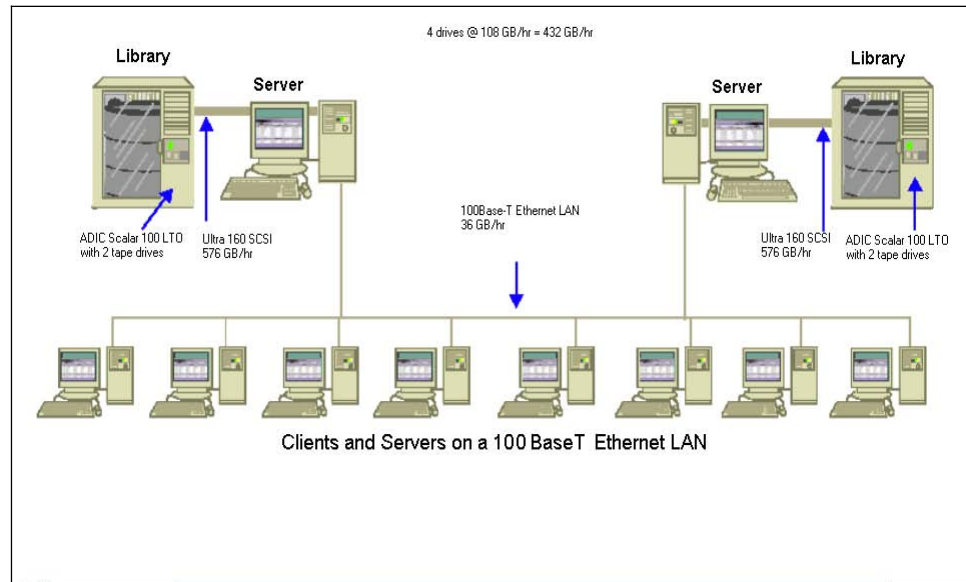 4 drives @ 108 GB/hr = 432 GB/hr
Library
Server
Server
Library
ADIC Scalar 100 LTO
with 2 tape drives
Ultra 160 SCSI
576 GB/hr
100Base-T Ethernet LAN
36 GB/hr
Ultra 160 SCSI
576 GB/hr
ADIC Scalar 100 LTO
with 2 tape drives
Clients and Servers on a 100 BaseT Ethernet LAN